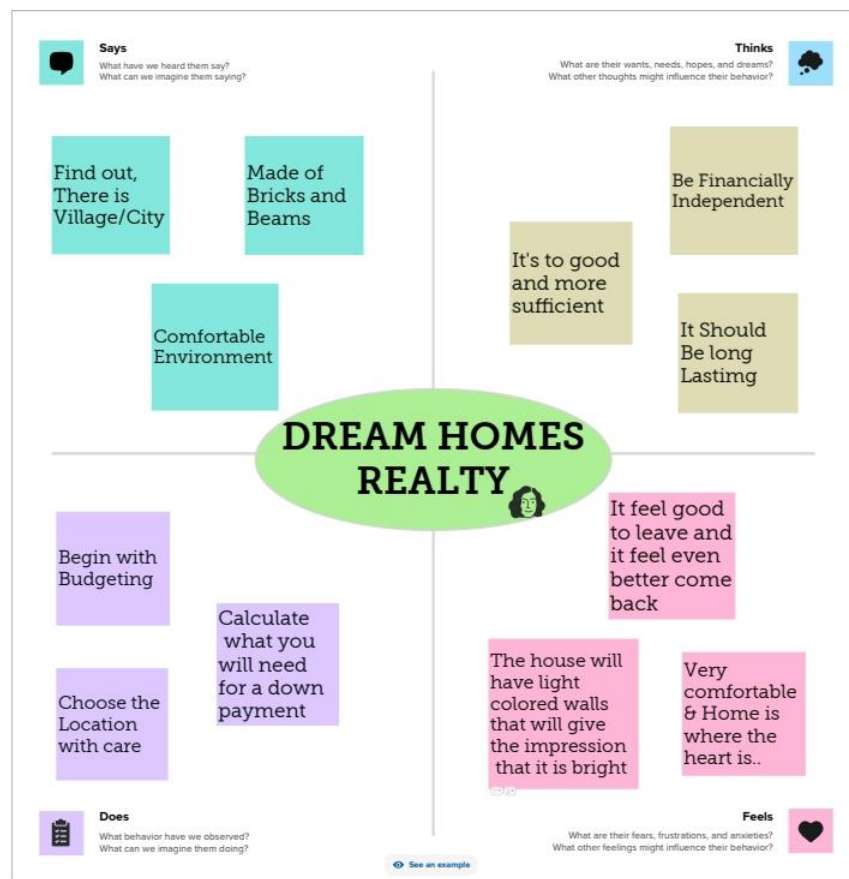 Says
What have we heard them say?
What can we imagine them saying?
Thinks
What are their wants, needs, hopes, and dreams?
What other thoughts might influence their behavior?
Find out,
There is
Village/City
Made of
Bricks and
Beams
Comfortable
Environment
Be Financially
Independent
It's to good
and more
sufficient
It Should
Be long
Lastimg
DREAM HOMES
REALTY
Begin with
Budgeting
Calculate
what you
will need
for a down
payment
Choose the
Location
with care
It feel good
to leave and
it feel even
better come
back
The house will
have light
colored walls
that will give
the impression
that it is bright
Very
comfortable
& Home is
where the
heart is..
Does
What behavior have we observed?
What can we imagine them doing?
Feels
What are their fears, frustrations, and anxieties?
What other feelings might influence their behavior?
See an example